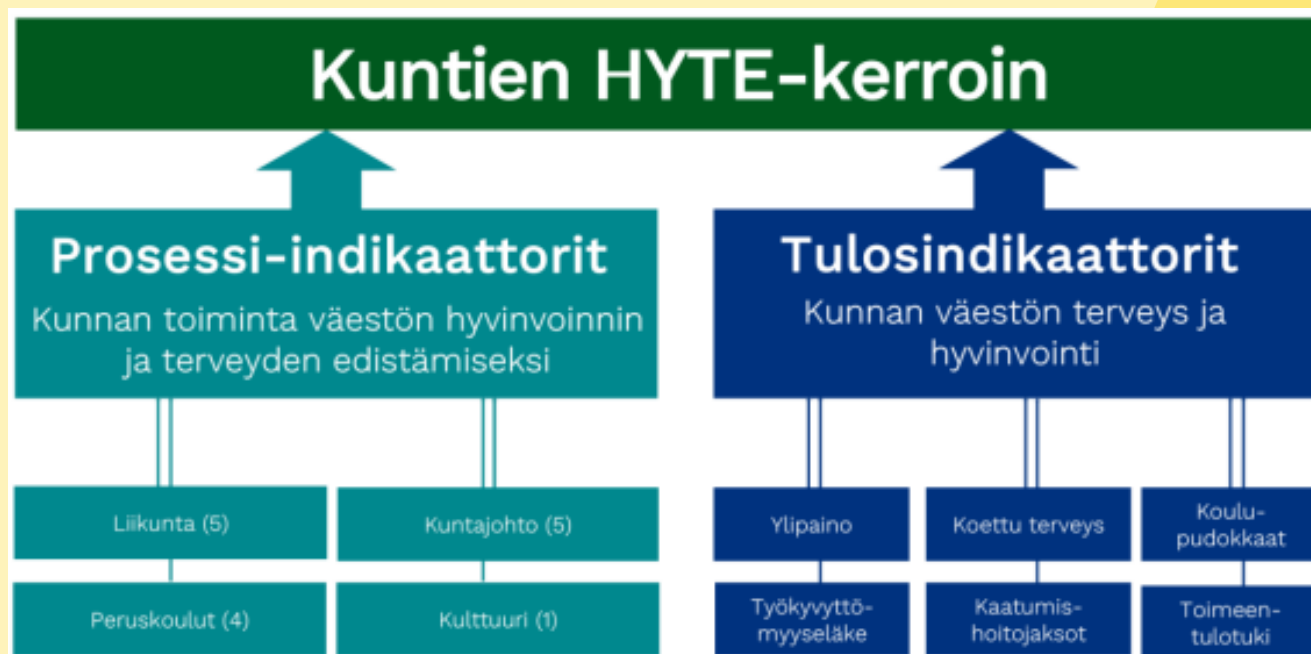 Kuntien HYTE-kerroin
Prosessi-indikaattorit
Kunnan toiminta väestön hyvinvoinnin
ja terveyden edistämiseksi
Tulosindikaattorit
Kunnan väestön terveys ja
hyvinvointi
Liikunta (5)
Kuntajohto (5)
Peruskoulut (4)
Kulttuuri (1)
Ylipaino
Koettu terveys
Koulu-
pudokkaat
Työkyvyttö-
myyseläke
Kaatumis-
hoitojaksot
Toimeen-
tulotuki